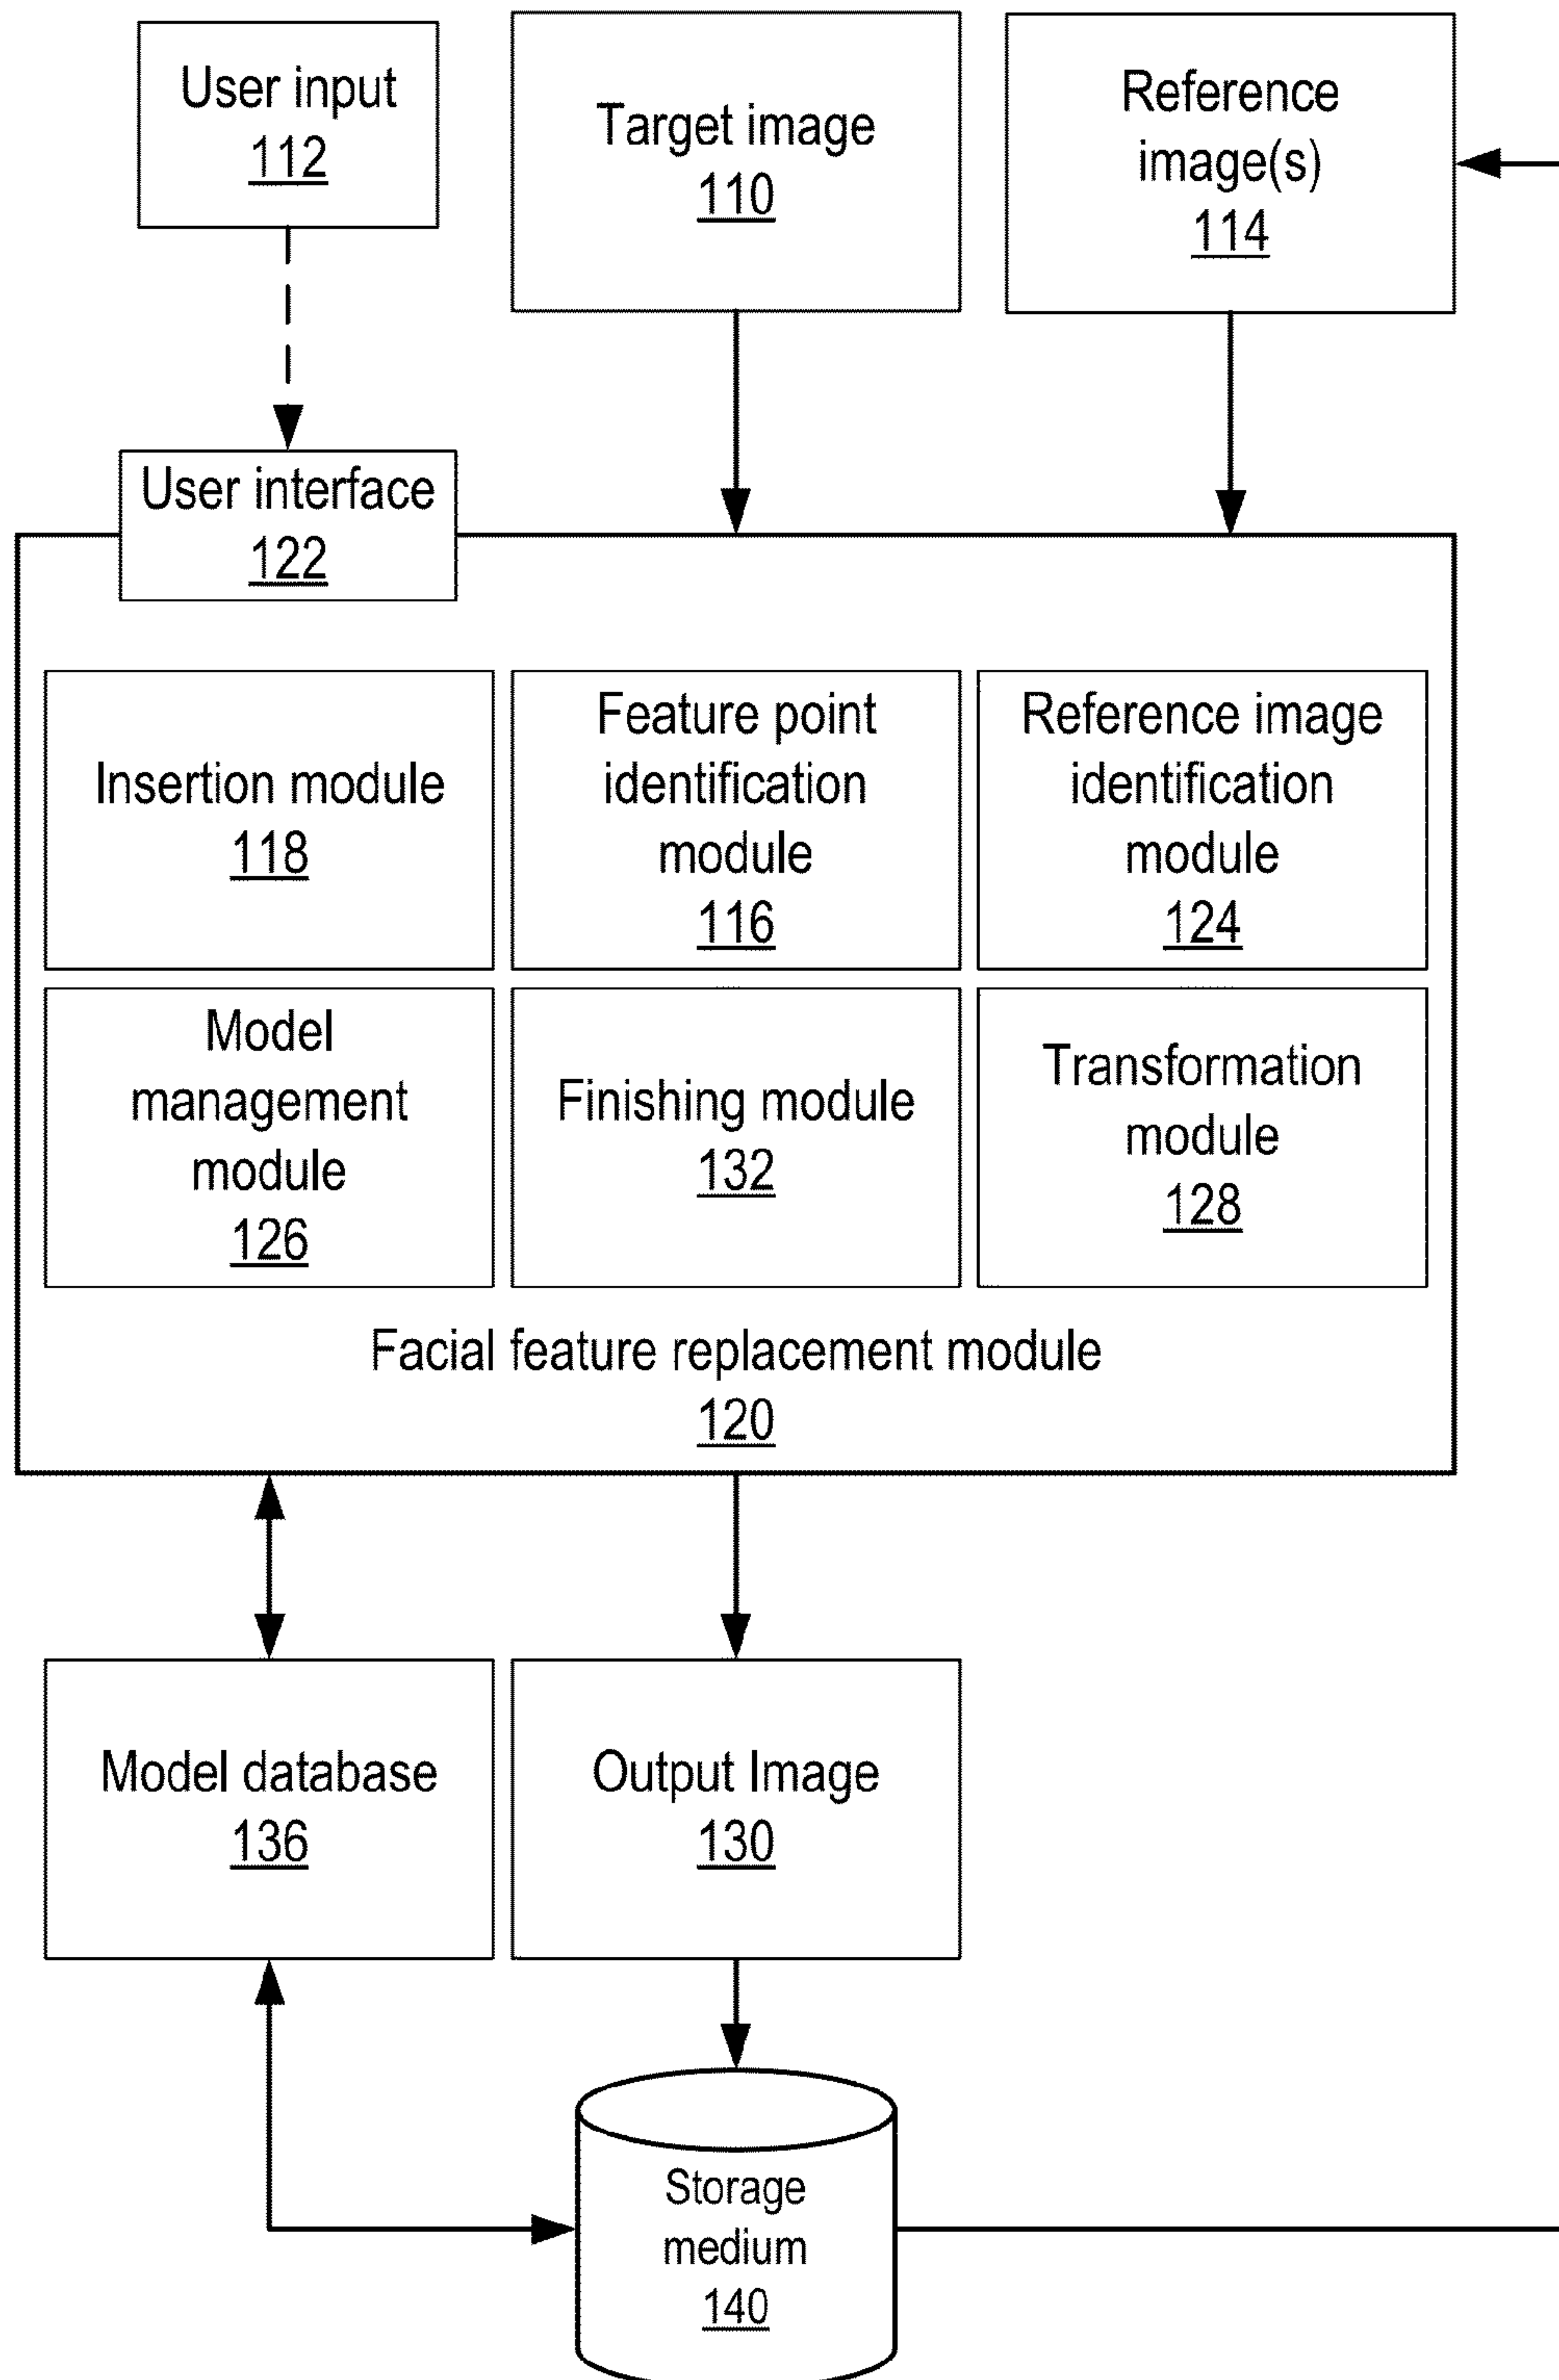 User input
112
Target image
110
Reference
image(s)
114
User interface
122
Insertion module
118
Feature point
identification
module
116
Reference image
identification
module
124
Model
management
module
126
Finishing module
132
Transformation
module
128
Facial feature replacement module
120
Model database
136
Output Image
130
Storage
medium
140